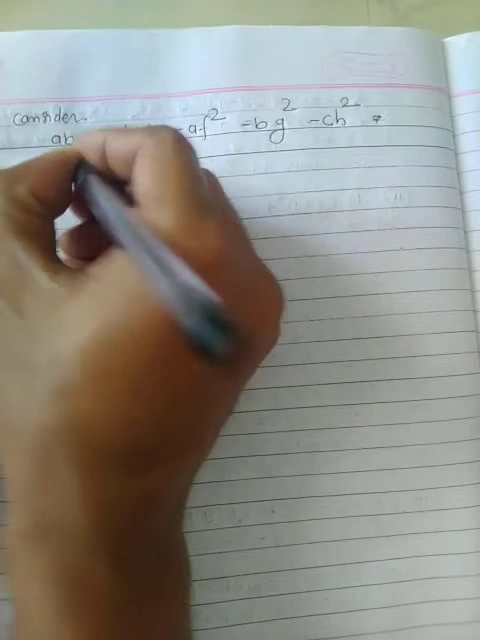 consider
ab - af² - bg² - ch²